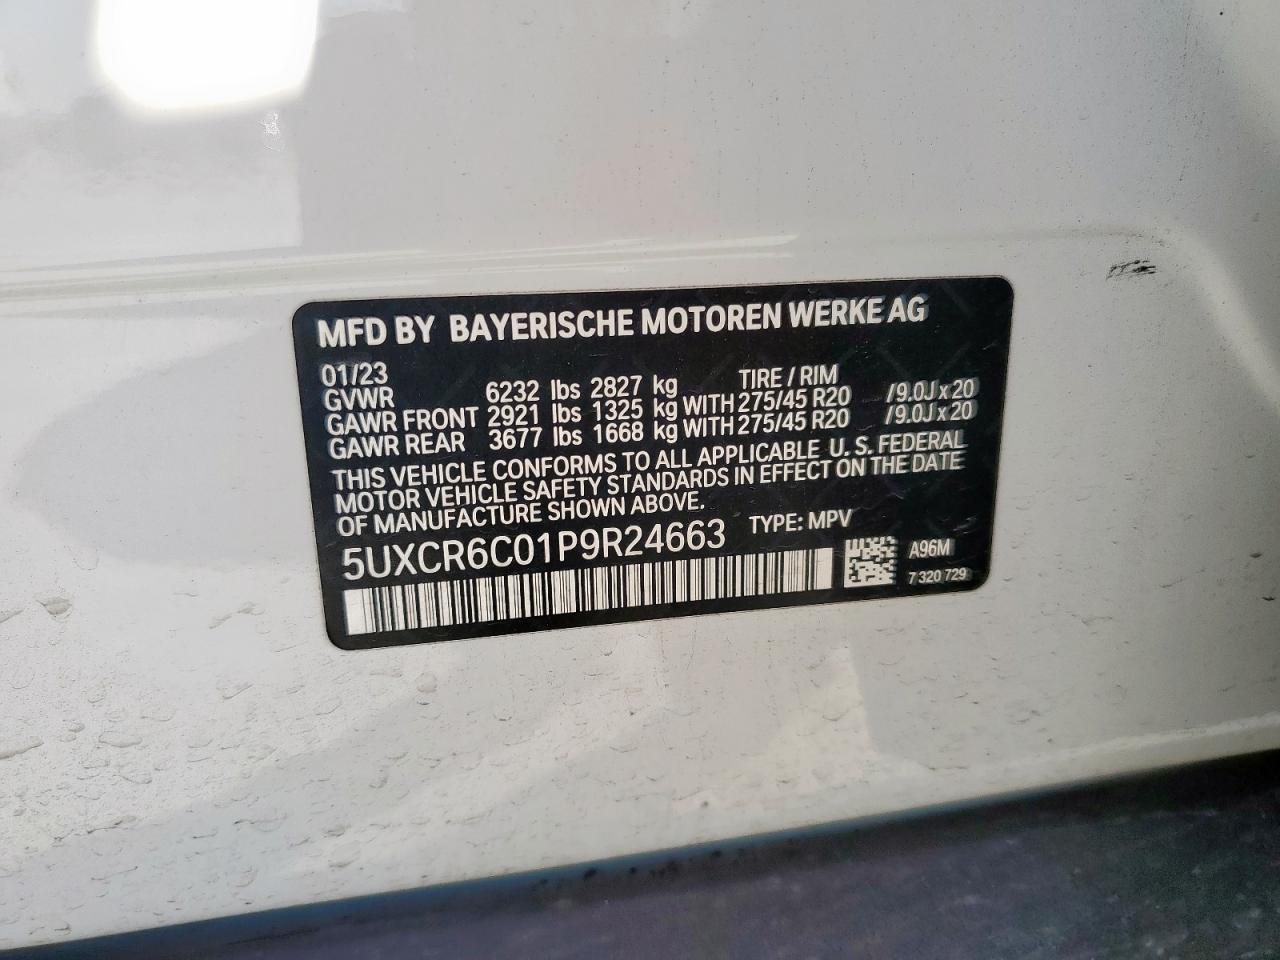 MFD BY BAYERISCHE MOTOREN WERKE AG
01/23 TIRE / RIM
GVWR 6232 lbs 2827 kg
GAWR FRONT 2921 lbs 1325 kg WITH 275/45 R20 /9.0J x 20
GAWR REAR 3677 lbs 1668 kg WITH 275/45 R20 /9.0J x 20
THIS VEHICLE CONFORMS TO ALL APPLICABLE U. S. FEDERAL
MOTOR VEHICLE SAFETY STANDARDS IN EFFECT ON THE DATE
OF MANUFACTURE SHOWN ABOVE.
5UXCR6C01P9R24663 TYPE: MPV
A96M
7 320 729